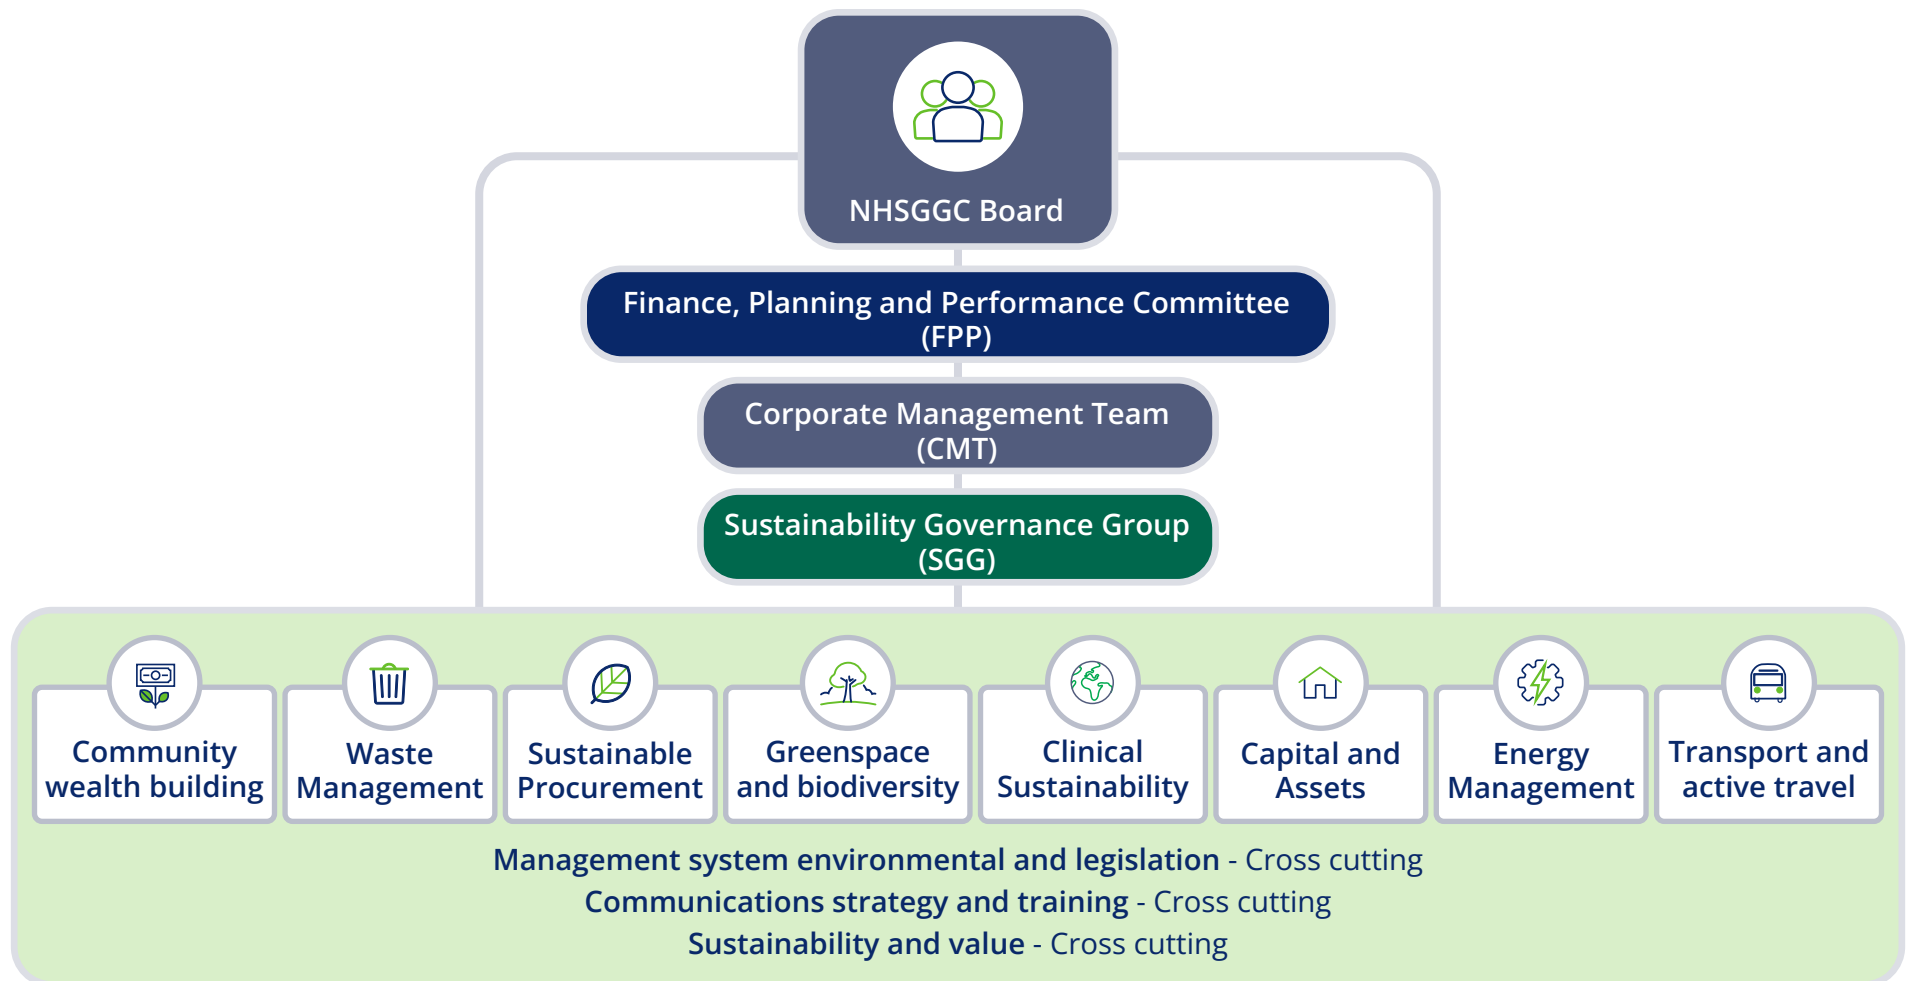 NHSGGC Board
Finance, Planning and Performance Committee
(FPP)
Corporate Management Team
(CMT)
Sustainability Governance Group
(SGG)
Community
wealth building
Waste
Management
Sustainable
Procurement
Greenspace
and biodiversity
Clinical
Sustainability
Capital and
Assets
Energy
Management
Transport and
active travel
Management system environmental and legislation - Cross cutting
Communications strategy and training - Cross cutting
Sustainability and value - Cross cutting